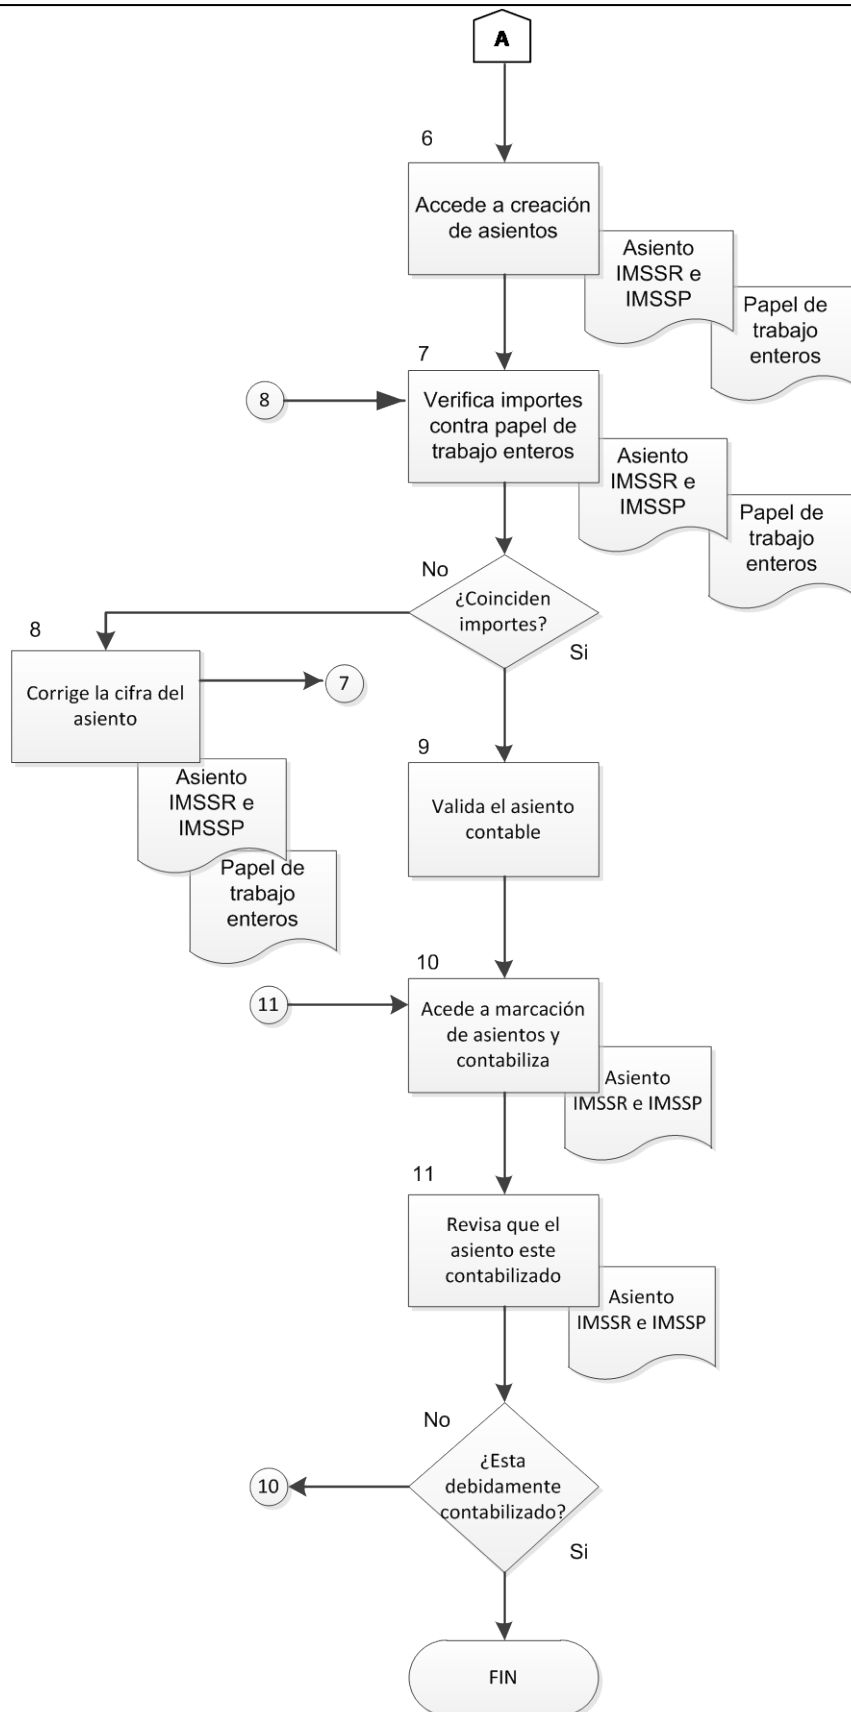 A
6
Accede a creación
de asientos
Asiento
IMSSR e
IMSSP
Papel de
trabajo
enteros
7
8
Verifica importes
contra papel de
trabajo enteros
Asiento
IMSSR e
IMSSP
Papel de
trabajo
enteros
No
¿Coinciden
importes?
Si
8
Corrige la cifra del
asiento
7
Asiento
IMSSR e
IMSSP
Papel de
trabajo
enteros
9
Valida el asiento
contable
10
11
Acede a marcación
de asientos y
contabiliza
Asiento
IMSSR e IMSSP
11
Revisa que el
asiento este
contabilizado
Asiento
IMSSR e IMSSP
No
¿Esta
debidamente
contabilizado?
10
Si
FIN